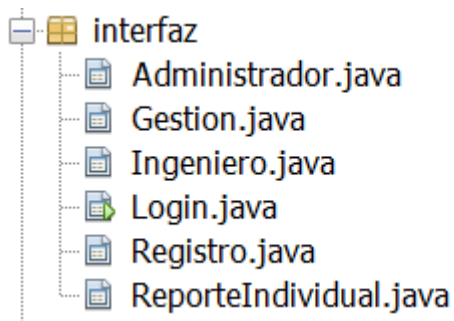 interfaz
Administrador.java
Gestion.java
Ingeniero.java
Login.java
Registro.java
ReporteIndividual.java